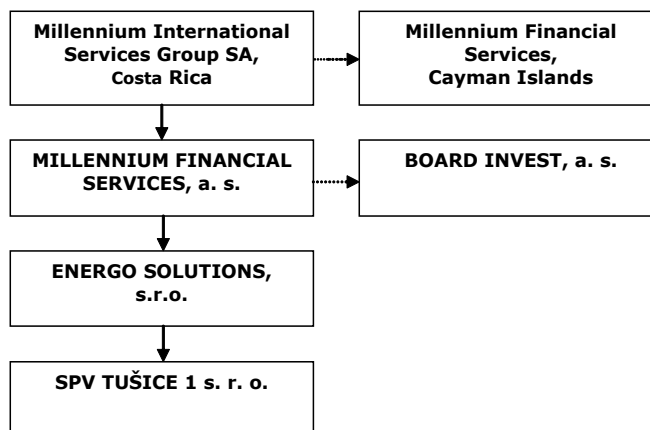 Millennium International
Services Group SA,
Costa Rica
Millennium Financial
Services,
Cayman Islands
MILLENNIUM FINANCIAL
SERVICES, a. s.
BOARD INVEST, a. s.
ENERGO SOLUTIONS,
s.r.o.
SPV TUŠICE 1 s. r. o.